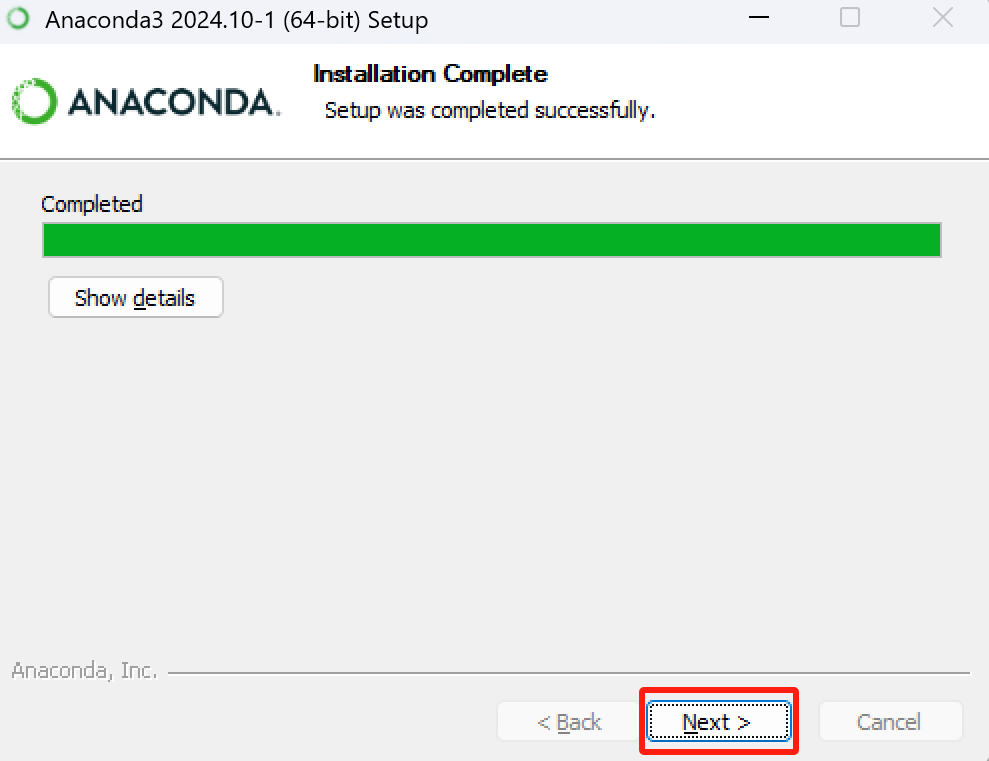 Anaconda3 2024.10-1 (64-bit) Setup
ANACONDA.
Installation Complete
Setup was completed successfully.
Completed
Show details
Anaconda, Inc.
< Back
Next >
Cancel